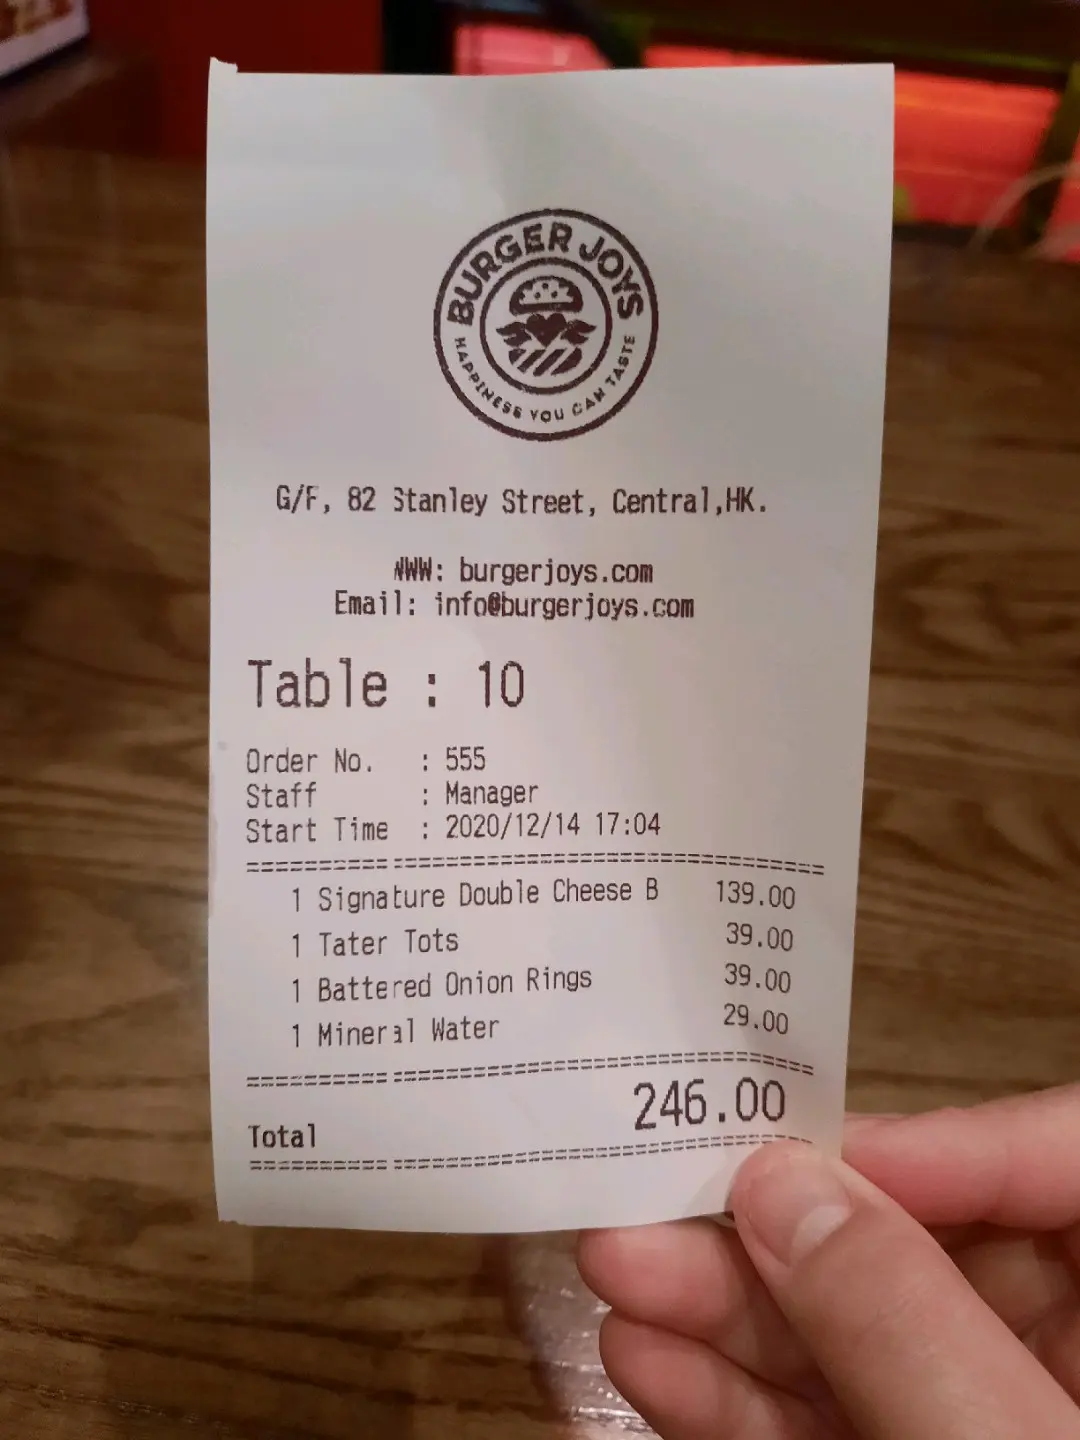 BURGER JOYS
HAPPINESS YOU CAN TASTE
G/F, 82 Stanley Street, Central,HK.
WWW: burgerjoys.com
Email: info@burgerjoys.com
Table : 10
Order No. : 555
Staff : Manager
Start Time : 2020/12/14 17:04
1 Signature Double Cheese B 139.00
1 Tater Tots 39.00
1 Battered Onion Rings 39.00
1 Mineral Water 29.00
Total 246.00